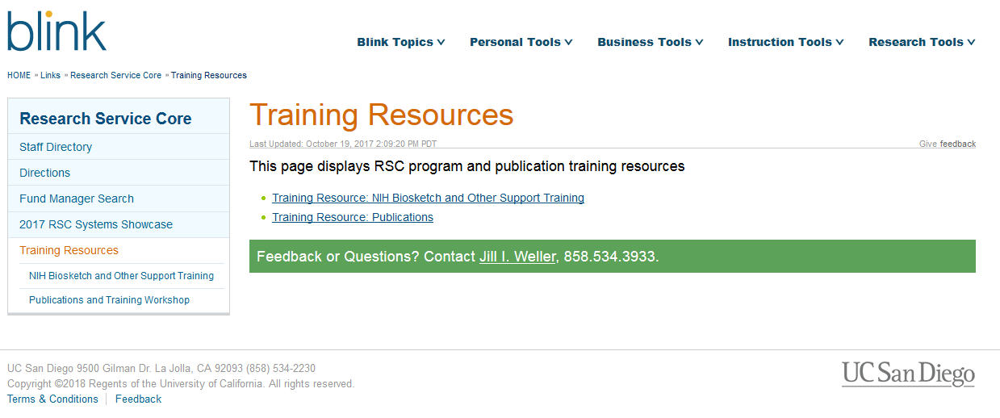 blink
Blink Topics Personal Tools Business Tools Instruction Tools Research Tools
HOME » Links » Research Service Core » Training Resources
Research Service Core
Staff Directory
Directions
Fund Manager Search
2017 RSC Systems Showcase
Training Resources
NIH Biosketch and Other Support Training
Publications and Training Workshop
Training Resources
Last Updated: October 19, 2017 2:09:20 PM PDT Give feedback
This page displays RSC program and publication training resources
Training Resource: NIH Biosketch and Other Support Training
Training Resource: Publications
Feedback or Questions? Contact Jill I. Weller, 858.534.3933.
UC San Diego 9500 Gilman Dr. La Jolla, CA 92093 (858) 534-2230
Copyright ©2018 Regents of the University of California. All rights reserved.
Terms & Conditions Feedback
UC San Diego